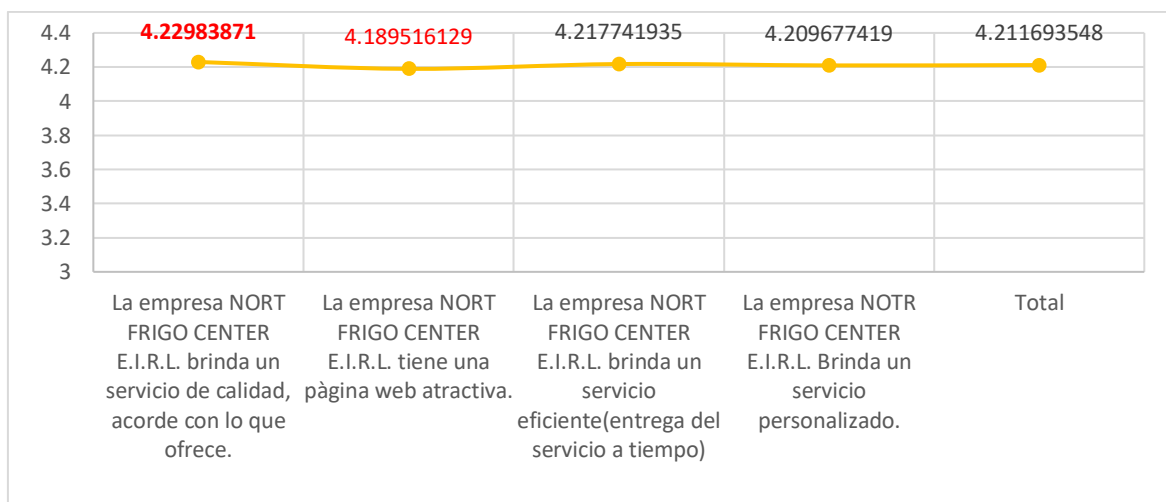 4.4
4.2
4
3.8
3.6
3.4
3.2
3
4.22983871
4.189516129
4.217741935
4.209677419
4.211693548
La empresa NORT
FRIGO CENTER
E.I.R.L. brinda un
servicio de calidad,
acorde con lo que
ofrece.
La empresa NORT
FRIGO CENTER
E.I.R.L. tiene una
pàgina web atractiva.
La empresa NORT
FRIGO CENTER
E.I.R.L. brinda un
servicio
eficiente(entrega del
servicio a tiempo)
La empresa NOTR
FRIGO CENTER
E.I.R.L. Brinda un
servicio
personalizado.
Total